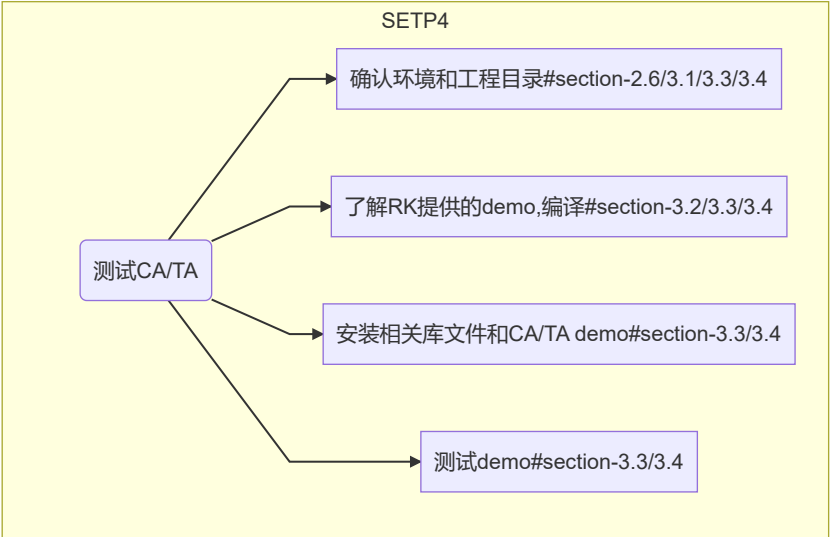 SETP4
确认环境和工程目录#section-2.6/3.1/3.3/3.4
了解RK提供的demo,编译#section-3.2/3.3/3.4
测试CA/TA
安装相关库文件和CA/TA demo#section-3.3/3.4
测试demo#section-3.3/3.4